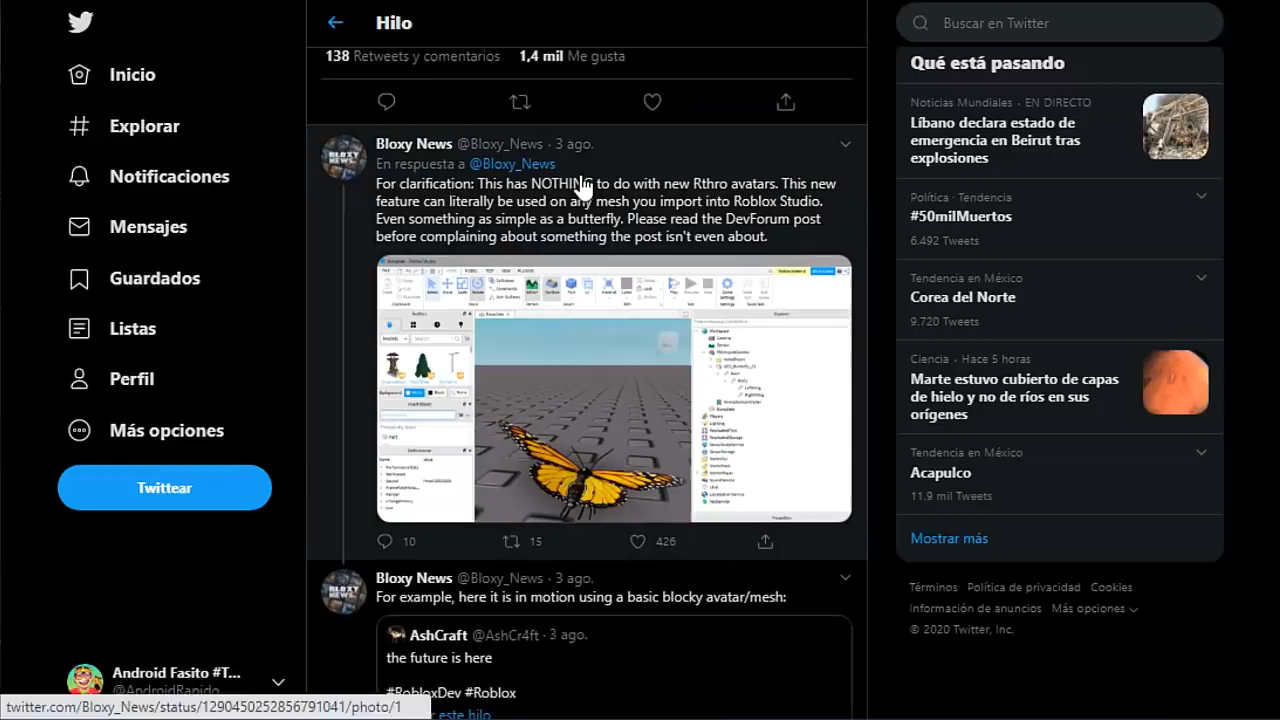 Inicio
Explorar
Notificaciones
Mensajes
Guardados
Listas
Perfil
Más opciones
Twittear
Android Fasito #T...
@AndroidRapido
twitter.com/Bloxy_News/status/1290450252856791041/photo/1
Hilo
138 Retweets y comentarios 1,4 mil Me gusta
Bloxy News @Bloxy_News · 3 ago.
En respuesta a @Bloxy_News
For clarification: This has NOTHING to do with new Rthro avatars. This new
feature can literally be used on any mesh you import into Roblox Studio.
Even something as simple as a butterfly. Please read the DevForum post
before complaining about something the post isn't even about.
10 15 426
Bloxy News @Bloxy_News · 3 ago.
For example, here it is in motion using a basic blocky avatar/mesh:
AshCraft @AshCr4ft · 3 ago.
the future is here
#RobloxDev #Roblox
este hilo
Buscar en Twitter
Qué está pasando
Noticias Mundiales · EN DIRECTO
Líbano declara estado de
emergencia en Beirut tras
explosiones
Política · Tendencia
#50milMuertos
6.492 Tweets
Tendencia en México
Corea del Norte
9.720 Tweets
Ciencia · Hace 5 horas
Marte estuvo cubierto de capas
de hielo y no de ríos en sus
orígenes
Tendencia en México
Acapulco
11.9 mil Tweets
Mostrar más
Términos Política de privacidad Cookies
Información de anuncios Más opciones
© 2020 Twitter, Inc.